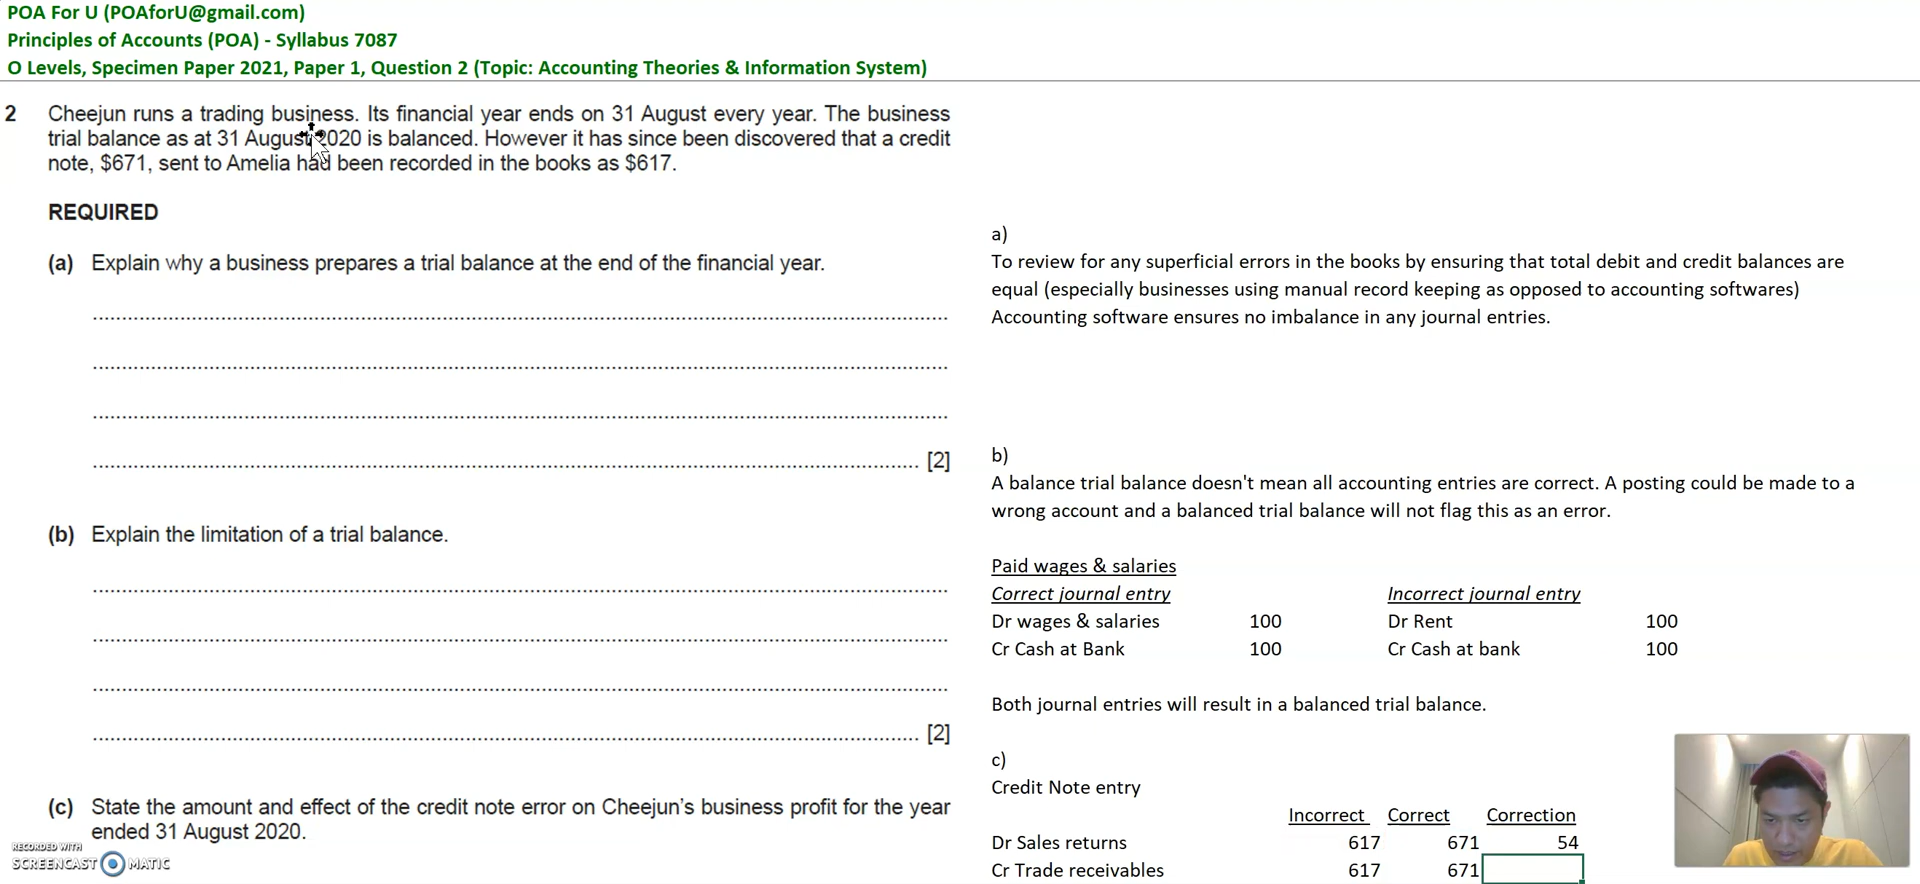 POA For U (POAforU@gmail.com)
Principles of Accounts (POA) - Syllabus 7087
O Levels, Specimen Paper 2021, Paper 1, Question 2 (Topic: Accounting Theories & Information System)
2 Cheejun runs a trading business. Its financial year ends on 31 August every year. The business
trial balance as at 31 August 2020 is balanced. However it has since been discovered that a credit
note, $671, sent to Amelia had been recorded in the books as $617.
REQUIRED
(a) Explain why a business prepares a trial balance at the end of the financial year.
[2]
(b) Explain the limitation of a trial balance.
[2]
(c) State the amount and effect of the credit note error on Cheejun's business profit for the year
ended 31 August 2020.
a)
To review for any superficial errors in the books by ensuring that total debit and credit balances are
equal (especially businesses using manual record keeping as opposed to accounting softwares)
Accounting software ensures no imbalance in any journal entries.
b)
A balance trial balance doesn't mean all accounting entries are correct. A posting could be made to a
wrong account and a balanced trial balance will not flag this as an error.
Paid wages & salaries
Correct journal entry Incorrect journal entry
Dr wages & salaries 100 Dr Rent 100
Cr Cash at Bank 100 Cr Cash at bank 100
Both journal entries will result in a balanced trial balance.
c)
Credit Note entry
Incorrect Correct Correction
Dr Sales returns 617 671 54
Cr Trade receivables 617 671
RECORDED WITH
SCREENCAST MATIC